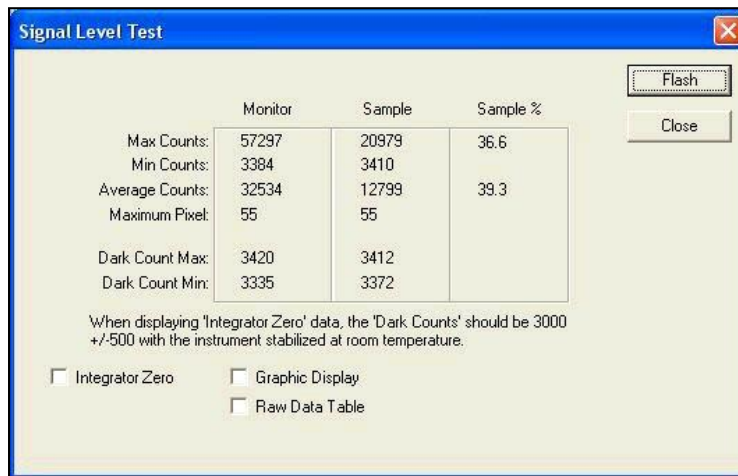 Signal Level Test
Flash
Close
Monitor Sample Sample %
Max Counts: 57297 20979 36.6
Min Counts: 3384 3410
Average Counts: 32534 12799 39.3
Maximum Pixel: 55 55
Dark Count Max: 3420 3412
Dark Count Min: 3335 3372
When displaying 'Integrator Zero' data, the 'Dark Counts' should be 3000
+/-500 with the instrument stabilized at room temperature.
Integrator Zero Graphic Display
Raw Data Table